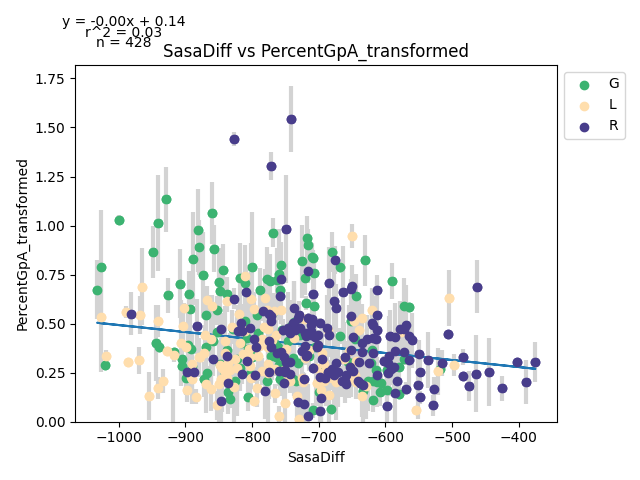 y = -0.00x + 0.14
r^2 = 0.03
n = 428
SasaDiff vs PercentGpA_transformed
G
L
R
PercentGpA_transformed
1.75
1.50
1.25
1.00
0.75
0.50
0.25
0.00
−1000 −900 −800 −700 −600 −500 −400
SasaDiff